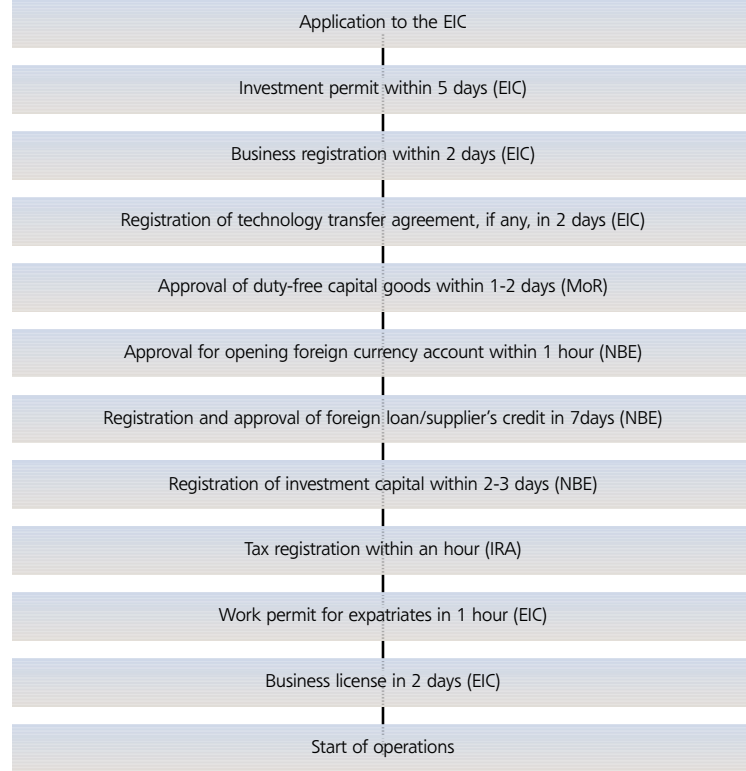 Application to the EIC
Investment permit within 5 days (EIC)
Business registration within 2 days (EIC)
Registration of technology transfer agreement, if any, in 2 days (EIC)
Approval of duty-free capital goods within 1-2 days (MoR)
Approval for opening foreign currency account within 1 hour (NBE)
Registration and approval of foreign loan/supplier's credit in 7days (NBE)
Registration of investment capital within 2-3 days (NBE)
Tax registration within an hour (IRA)
Work permit for expatriates in 1 hour (EIC)
Business license in 2 days (EIC)
Start of operations